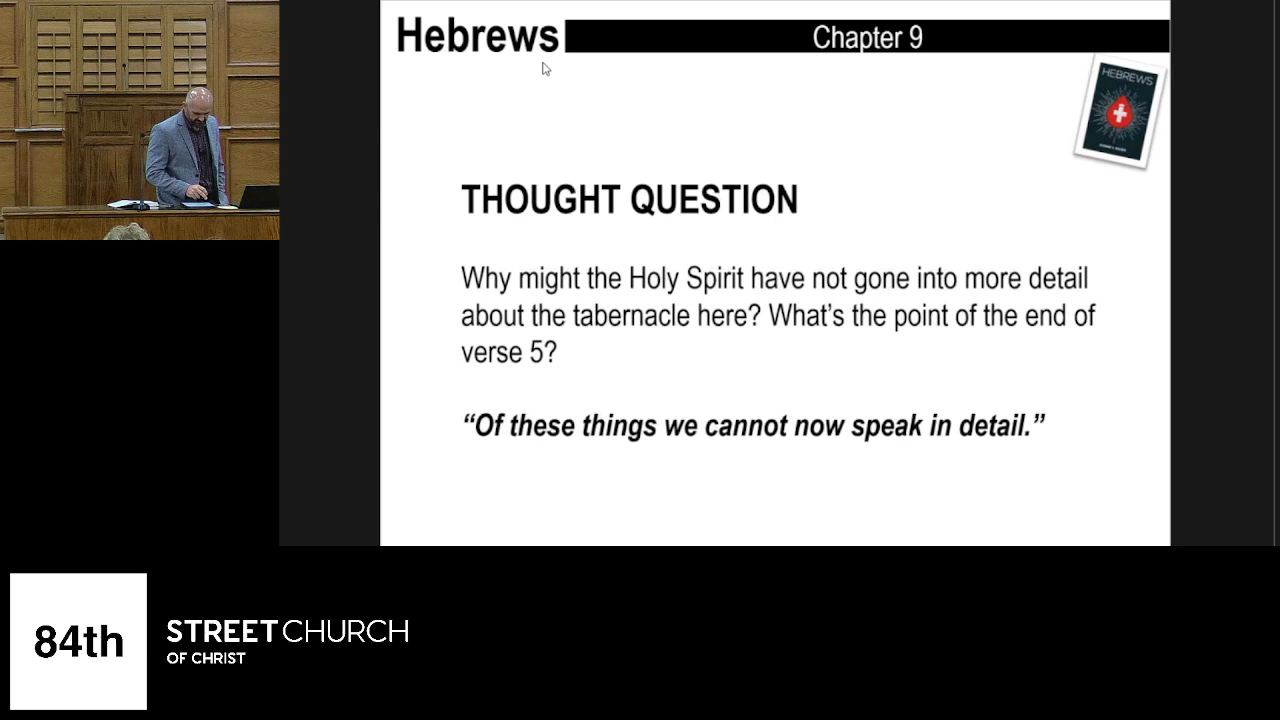 Hebrews
Chapter 9
HEBREWS
THOUGHT QUESTION
Why might the Holy Spirit have not gone into more detail
about the tabernacle here? What’s the point of the end of
verse 5?
“Of these things we cannot now speak in detail.”
84th
STREET CHURCH
OF CHRIST